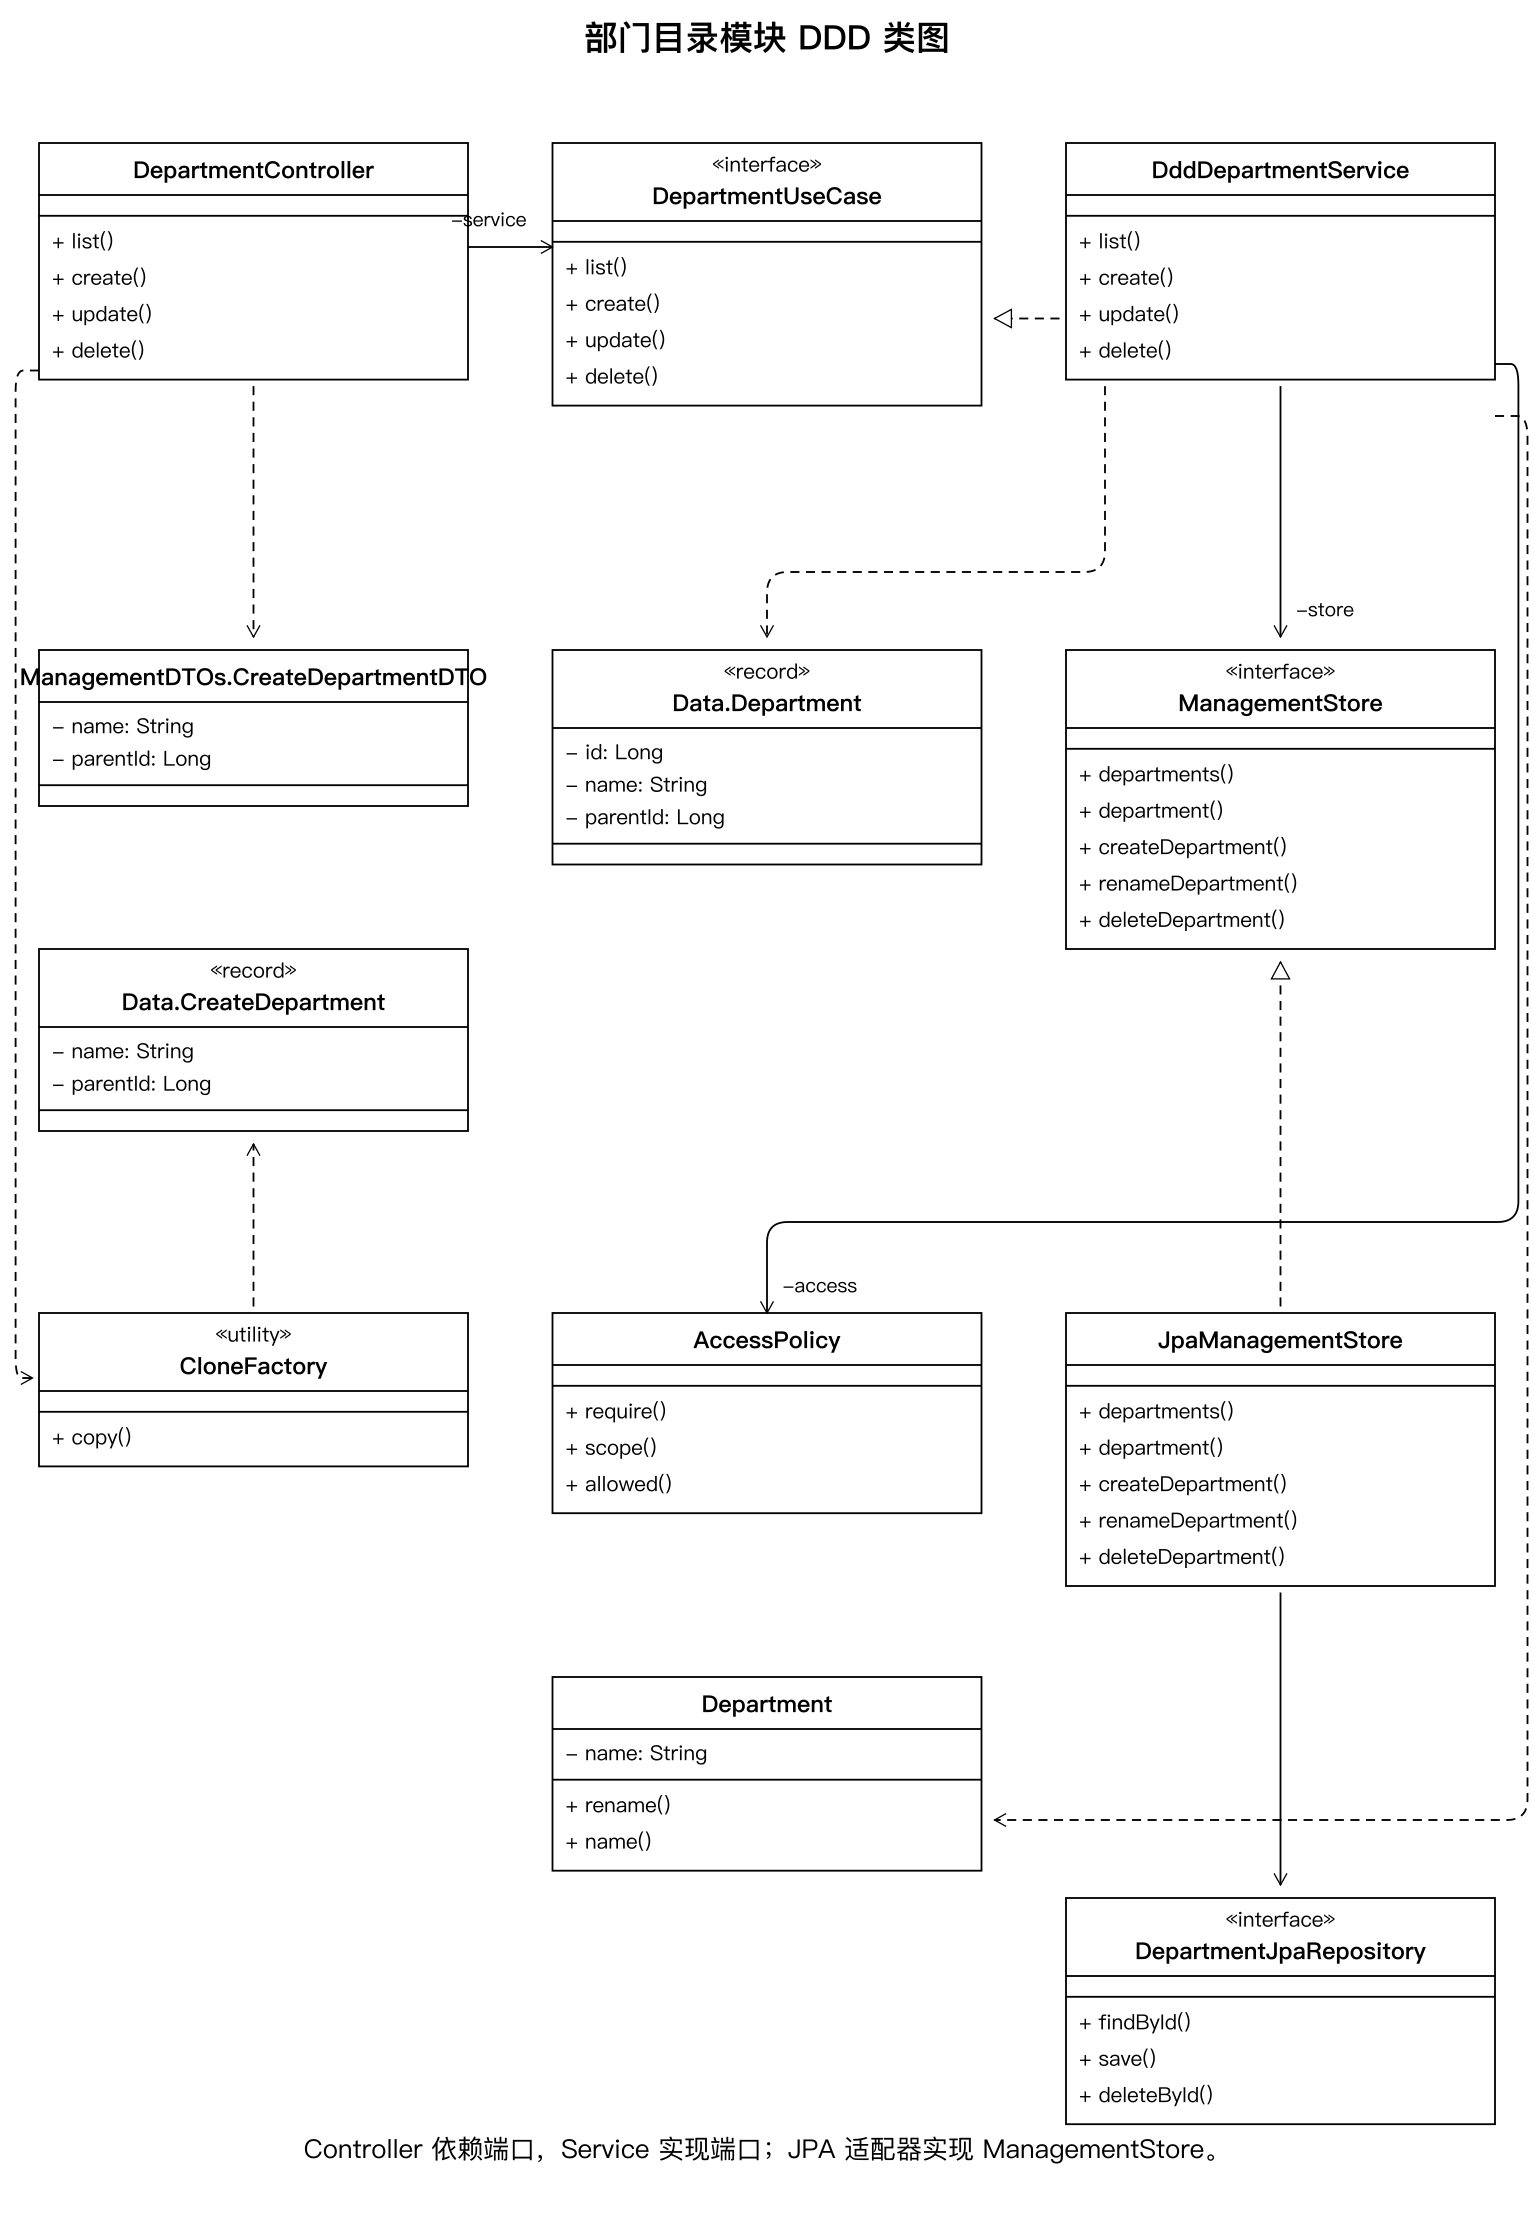 部门目录模块 DDD 类图
DepartmentController
+ list()
+ create()
+ update()
+ delete()
–service
«interface»
DepartmentUseCase
+ list()
+ create()
+ update()
+ delete()
DddDepartmentService
+ list()
+ create()
+ update()
+ delete()
–store
ManagementDTOs.CreateDepartmentDTO
– name: String
– parentId: Long
«record»
Data.Department
– id: Long
– name: String
– parentId: Long
«interface»
ManagementStore
+ departments()
+ department()
+ createDepartment()
+ renameDepartment()
+ deleteDepartment()
«record»
Data.CreateDepartment
– name: String
– parentId: Long
–access
«utility»
CloneFactory
+ copy()
AccessPolicy
+ require()
+ scope()
+ allowed()
JpaManagementStore
+ departments()
+ department()
+ createDepartment()
+ renameDepartment()
+ deleteDepartment()
Department
– name: String
+ rename()
+ name()
«interface»
DepartmentJpaRepository
+ findById()
+ save()
+ deleteById()
Controller 依赖端口，Service 实现端口；JPA 适配器实现 ManagementStore。